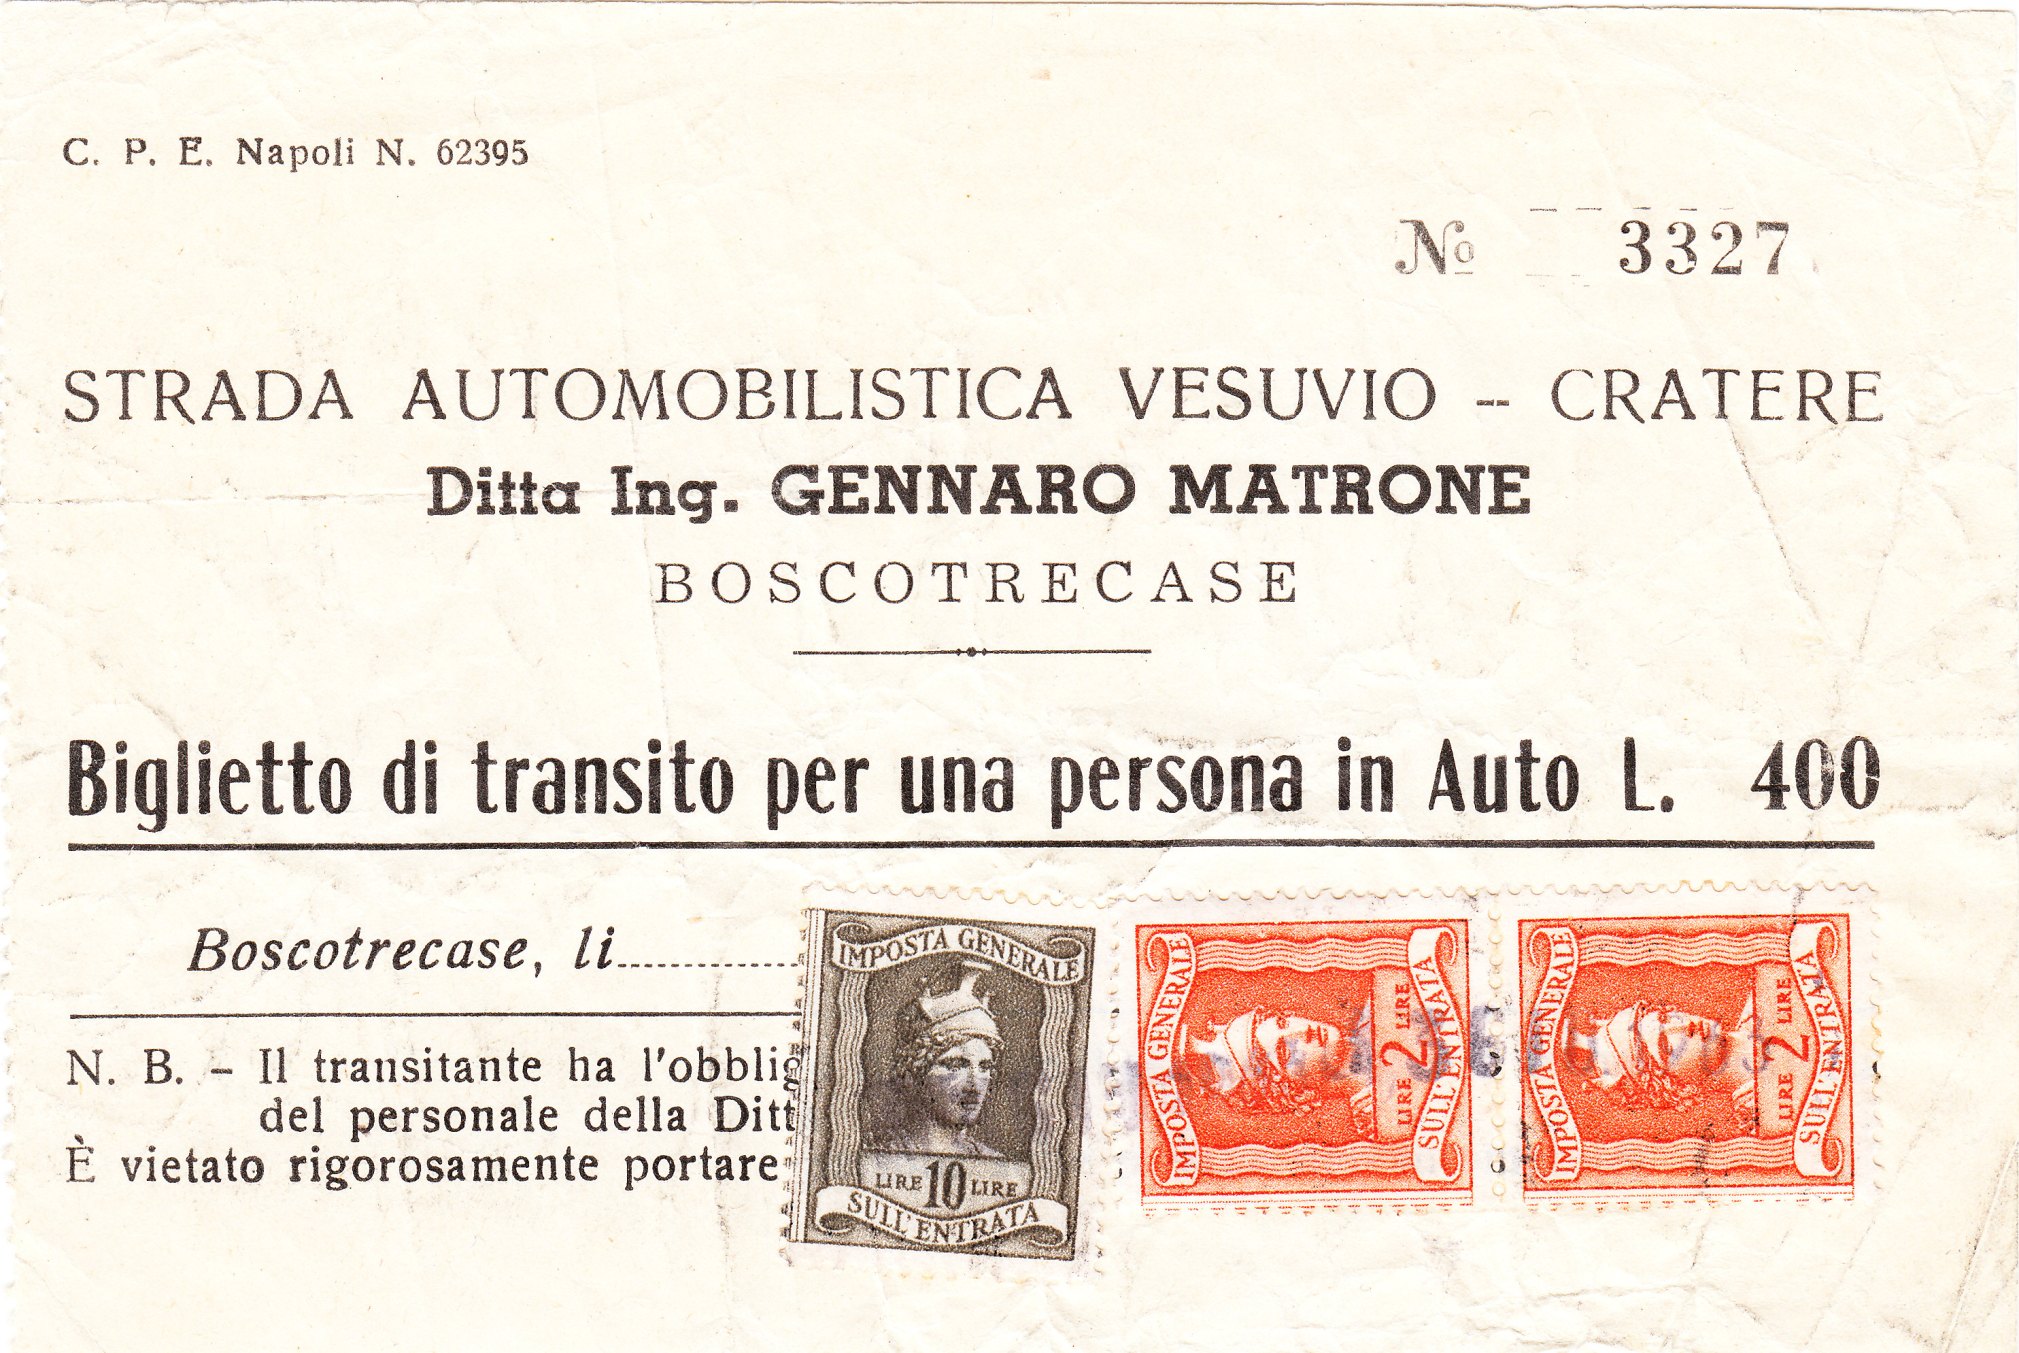 C. P. E. Napoli N. 62395
No 3327
STRADA AUTOMOBILISTICA VESUVIO -- CRATERE
Ditta Ing. GENNARO MATRONE
BOSCOTRECASE
Biglietto di transito per una persona in Auto L. 400
Boscotrecase, li
N. B. - Il transitante ha l'obblig
del personale della Ditt
È vietato rigorosamente portare
IMPOSTA GENERALE
LIRE 10 LIRE
SULL'ENTRATA
IMPOSTA GENERALE
LIRE 2 LIRE
SULL'ENTRATA
IMPOSTA GENERALE
LIRE 2 LIRE
SULL'ENTRATA